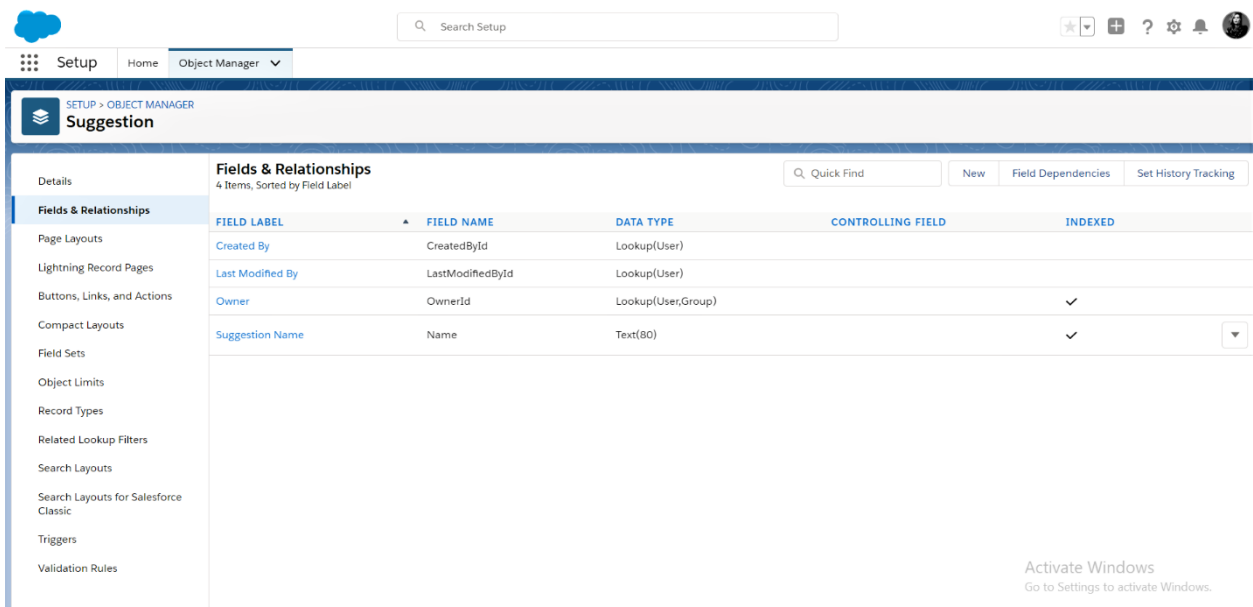 Search Setup
Setup Home Object Manager
SETUP > OBJECT MANAGER
Suggestion
Details
Fields & Relationships
Page Layouts
Lightning Record Pages
Buttons, Links, and Actions
Compact Layouts
Field Sets
Object Limits
Record Types
Related Lookup Filters
Search Layouts
Search Layouts for Salesforce
Classic
Triggers
Validation Rules
Fields & Relationships
4 Items, Sorted by Field Label
Quick Find New Field Dependencies Set History Tracking
FIELD LABEL FIELD NAME DATA TYPE CONTROLLING FIELD INDEXED
Created By CreatedById Lookup(User)
Last Modified By LastModifiedById Lookup(User)
Owner OwnerId Lookup(User,Group)
Suggestion Name Name Text(80)
Activate Windows
Go to Settings to activate Windows.